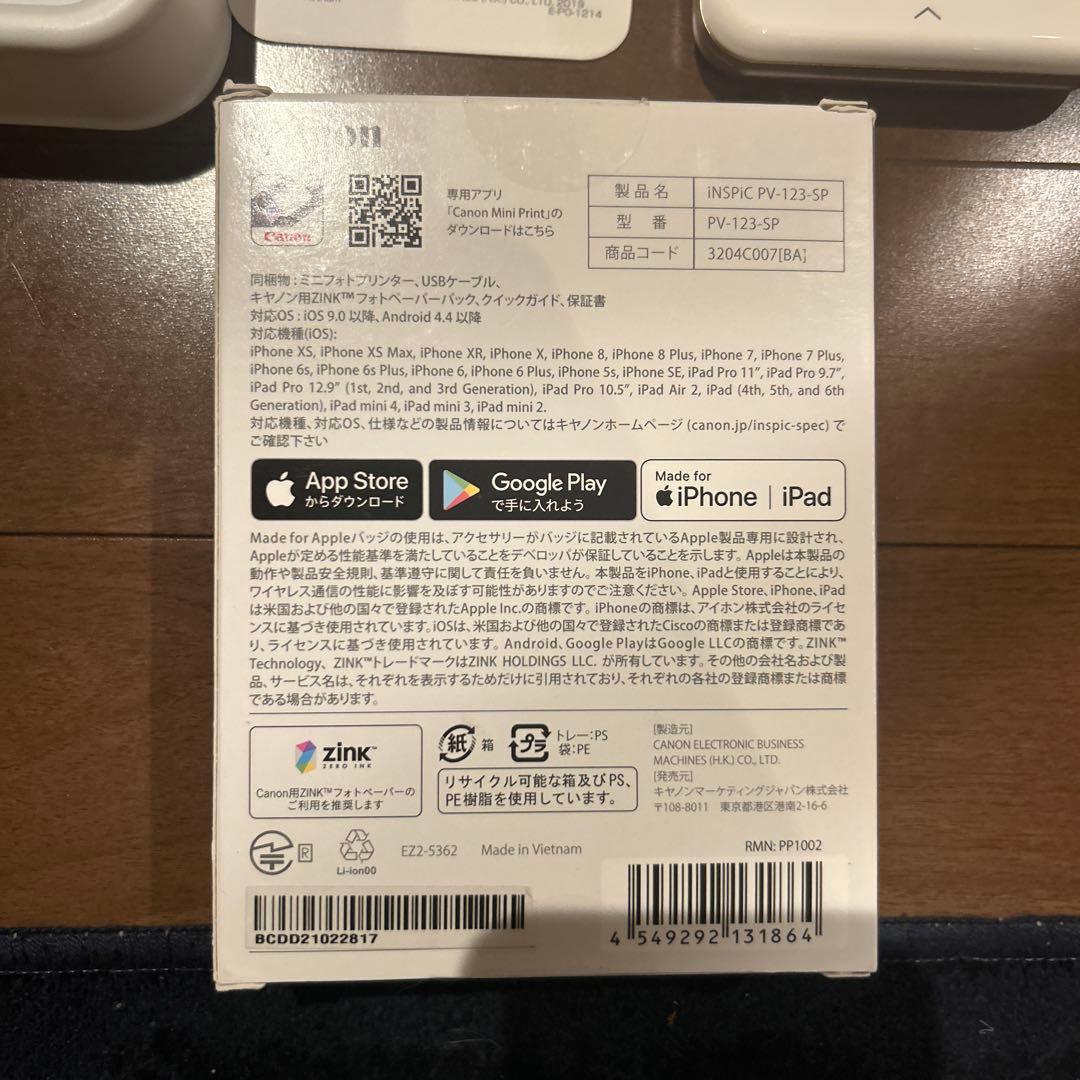 E-PO-1214
Canon
専用アプリ
「Canon Mini Print」の
ダウンロードはこちら
製品名 iNSPiC PV-123-SP
型 番 PV-123-SP
商品コード 3204C007[BA]
同梱物 : ミニフォトプリンター、USBケーブル、
キヤノン用ZINK™フォトペーパーパック、クイックガイド、保証書
対応OS : iOS 9.0 以降、Android 4.4 以降
対応機種(iOS):
iPhone XS, iPhone XS Max, iPhone XR, iPhone X, iPhone 8, iPhone 8 Plus, iPhone 7, iPhone 7 Plus,
iPhone 6s, iPhone 6s Plus, iPhone 6, iPhone 6 Plus, iPhone 5s, iPhone SE, iPad Pro 11”, iPad Pro 9.7”,
iPad Pro 12.9” (1st, 2nd, and 3rd Generation), iPad Pro 10.5”, iPad Air 2, iPad (4th, 5th, and 6th
Generation), iPad mini 4, iPad mini 3, iPad mini 2.
対応機種、対応OS、仕様などの製品情報についてはキヤノンホームページ (canon.jp/inspic-spec) で
ご確認下さい
App Store
からダウンロード
Google Play
で手に入れよう
Made for
iPhone | iPad
Made for Appleバッジの使用は、アクセサリーがバッジに記載されているApple製品専用に設計され、
Appleが定める性能基準を満たしていることをデベロッパが保証していることを示します。Appleは本製品の
動作や製品安全規則、基準遵守に関して責任を負いません。本製品をiPhone、iPadと使用することにより、
ワイヤレス通信の性能に影響を及ぼす可能性がありますのでご注意ください。Apple Store、iPhone、iPad
は米国および他の国々で登録されたApple Inc.の商標です。iPhoneの商標は、アイホン株式会社のライセ
ンスに基づき使用されています。iOSは、米国および他の国々で登録されたCiscoの商標または登録商標であ
り、ライセンスに基づき使用されています。Android、Google PlayはGoogle LLCの商標です。ZINK™
Technology、ZINK™トレードマークはZINK HOLDINGS LLC. が所有しています。その他の会社名および製
品、サービス名は、それぞれを表示するためだけに引用されており、それぞれの各社の登録商標または商標
である場合があります。
ZINK™
ZERO INK
Canon用ZINK™フォトペーパーの
ご利用を推奨します
紙 箱
プラ トレー:PS
袋:PE
リサイクル可能な箱及びPS、
PE樹脂を使用しています。
[製造元]
CANON ELECTRONIC BUSINESS
MACHINES (H.K.) CO., LTD.
[発売元]
キヤノンマーケティングジャパン株式会社
〒108-8011 東京都港区港南2-16-6
R
Li-ion00
EZ2-5362 Made in Vietnam
RMN: PP1002
BCDD21022817
4 549292 131864